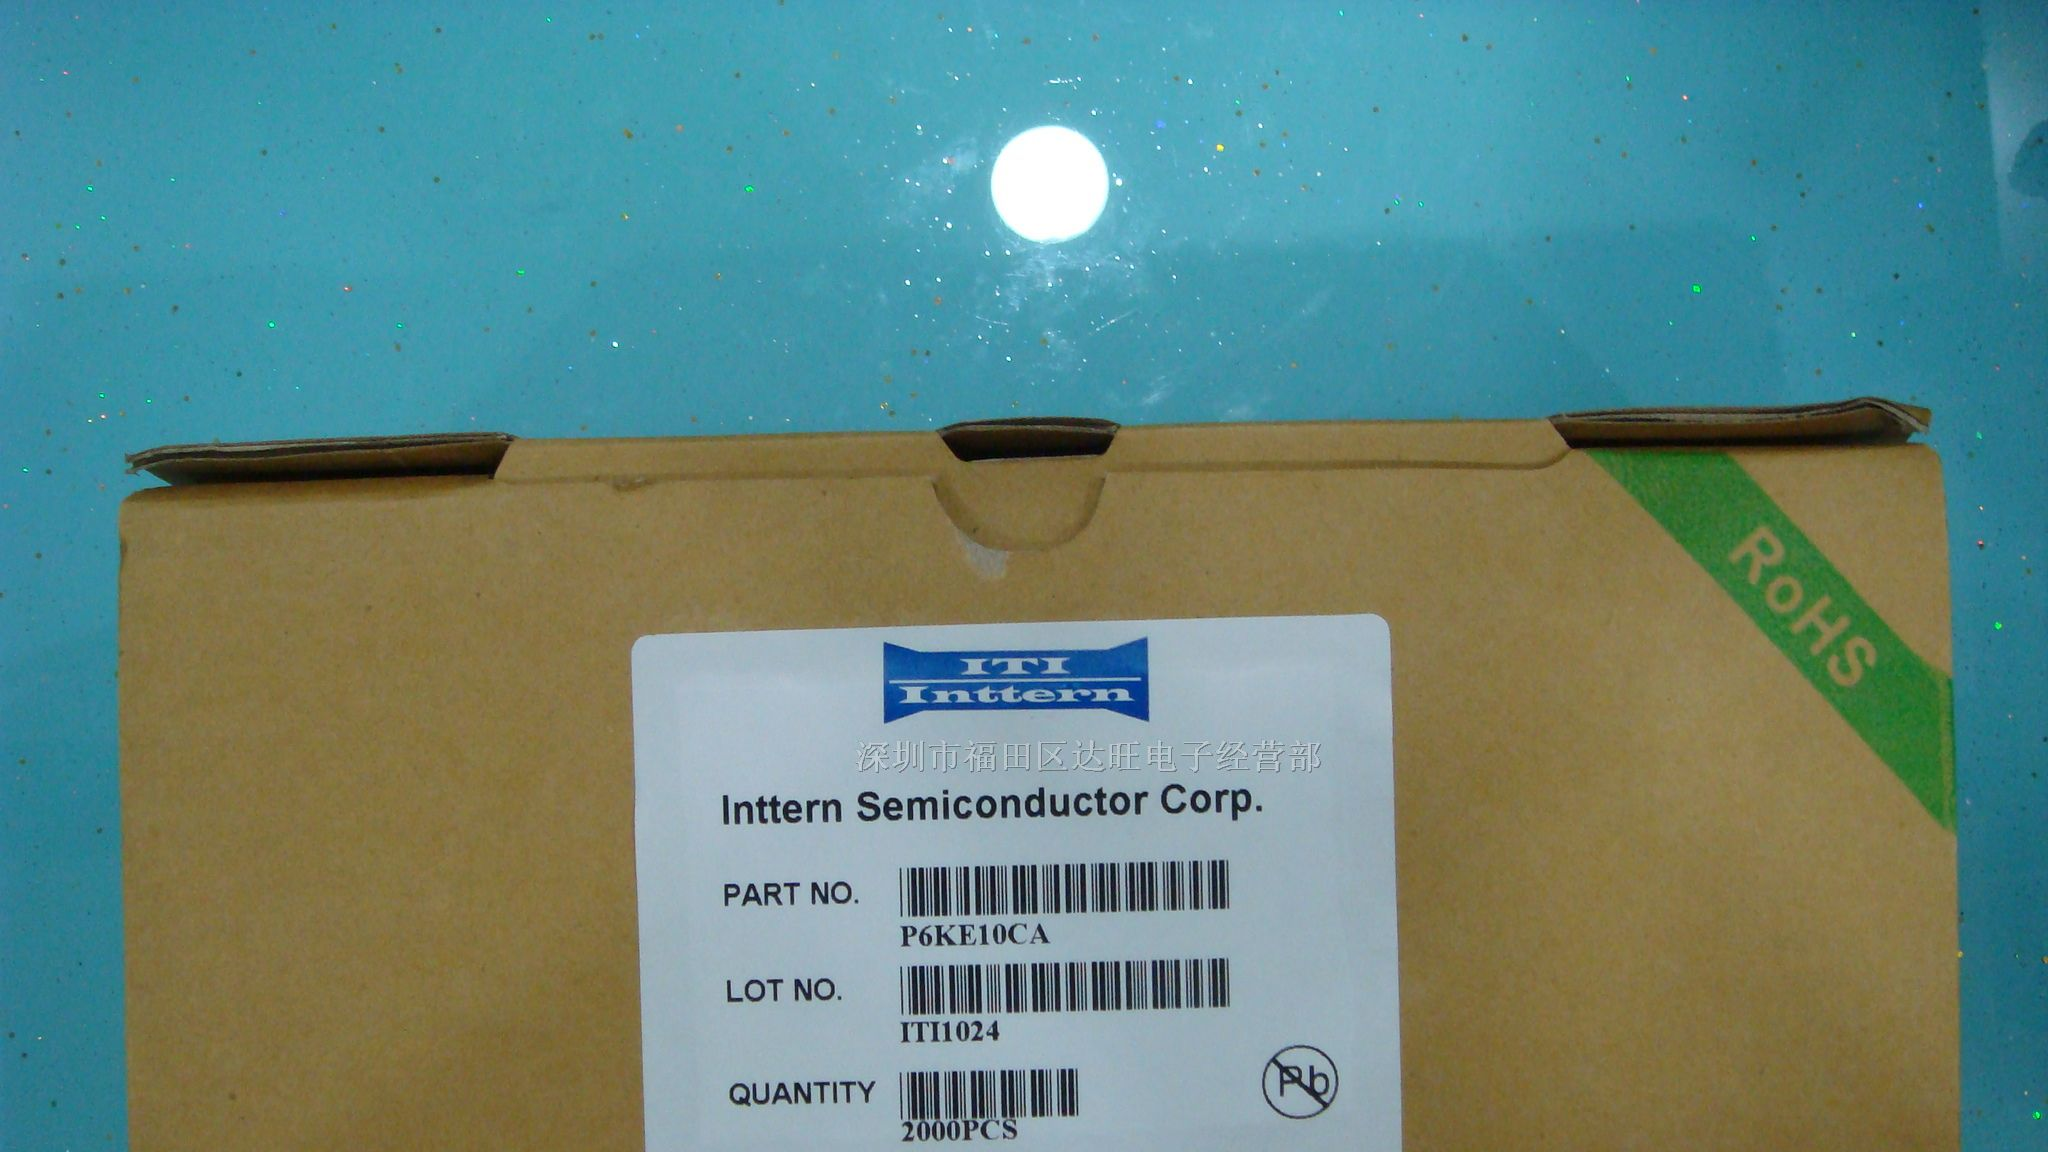 RoHS
ITI
Inttern
深圳市福田区达旺电子经营部
Inttern Semiconductor Corp.
PART NO.
P6KE10CA
LOT NO.
ITI1024
QUANTITY
2000PCS
Pb